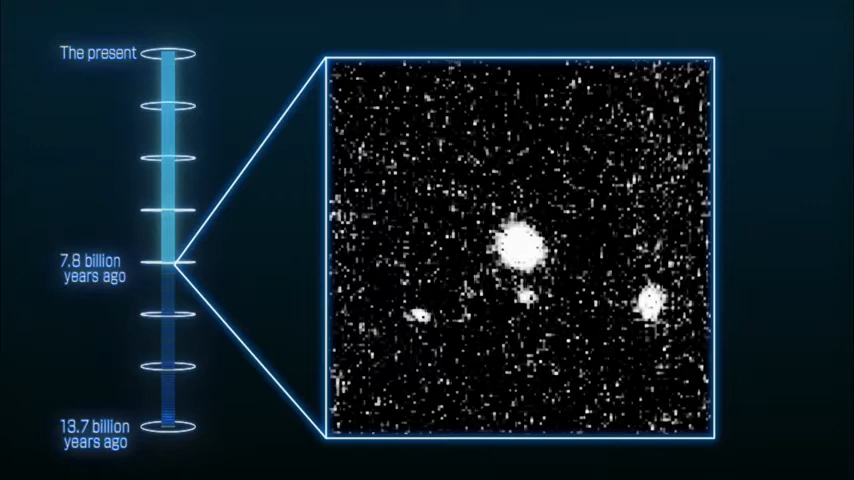 The present
7.8 billion
years ago
13.7 billion
years ago